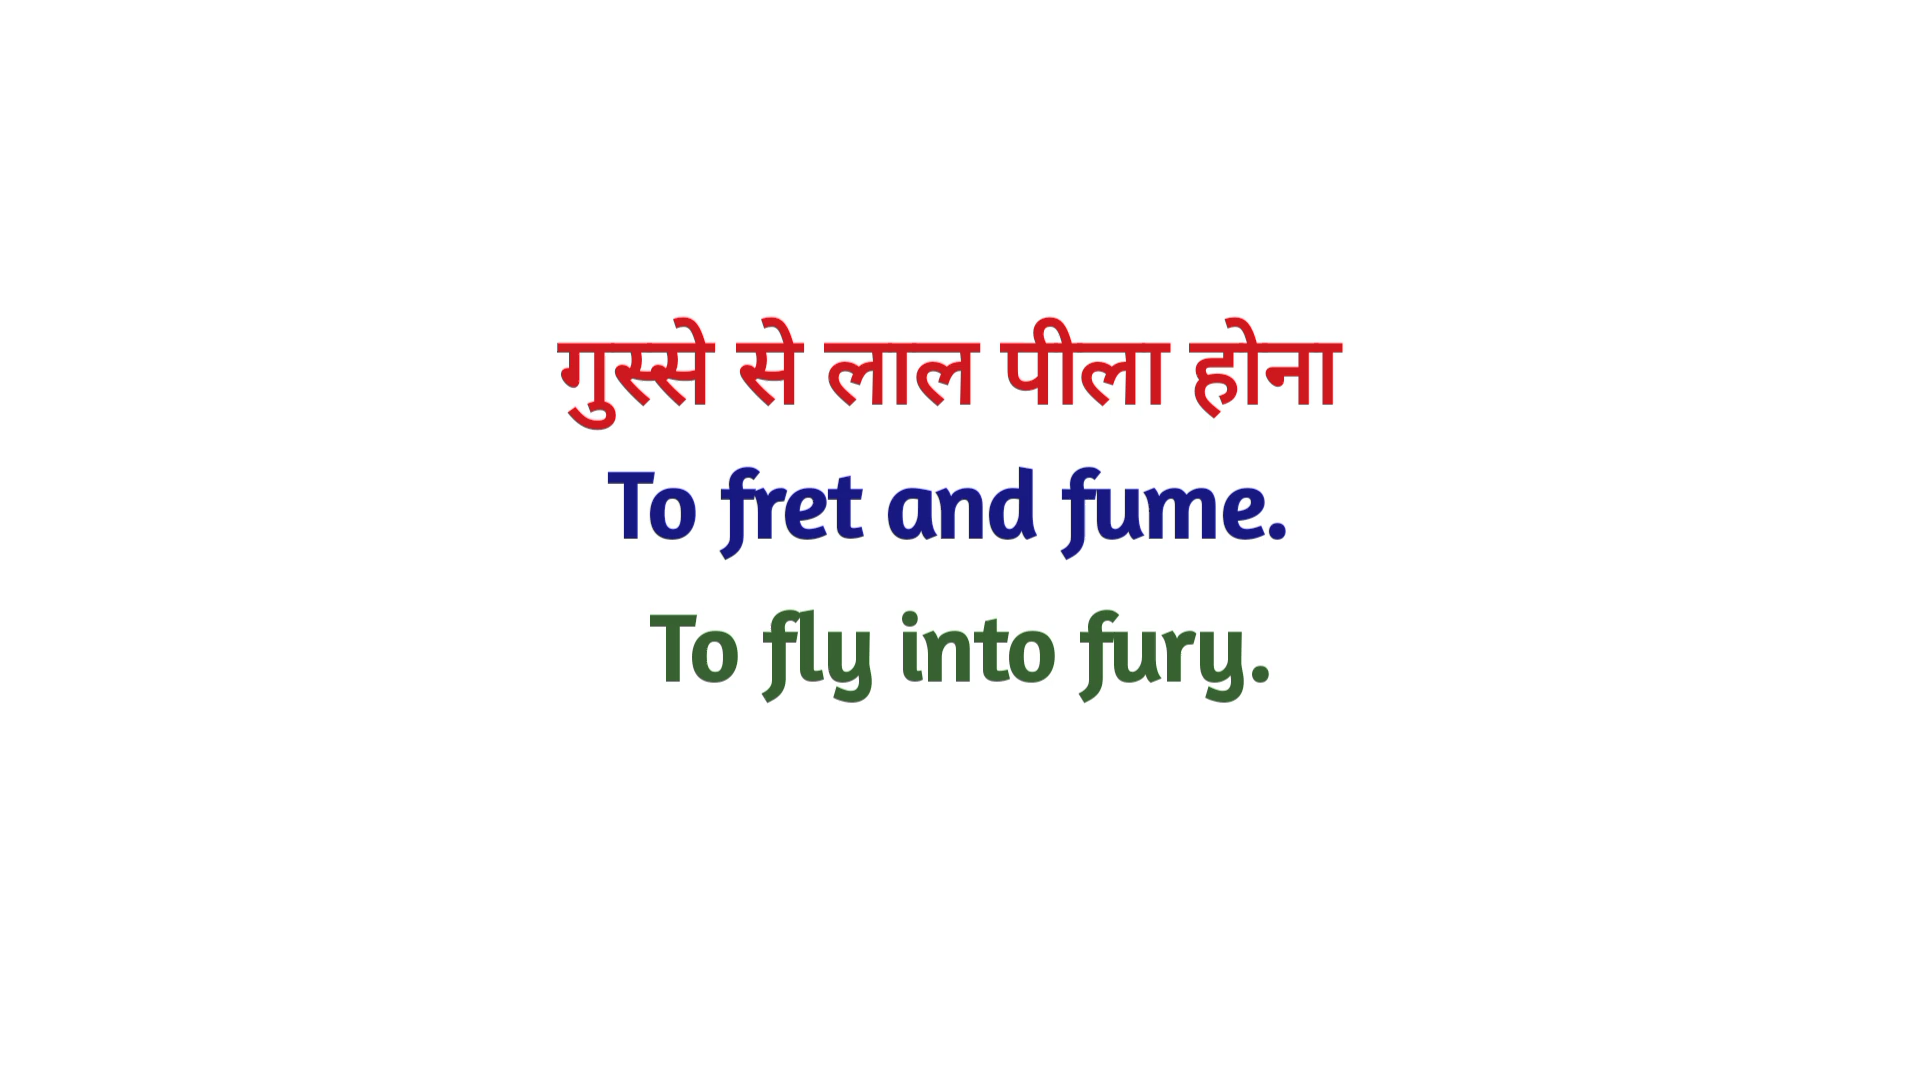 गुस्से से लाल पीला होना
To fret and fume.
To fly into fury.